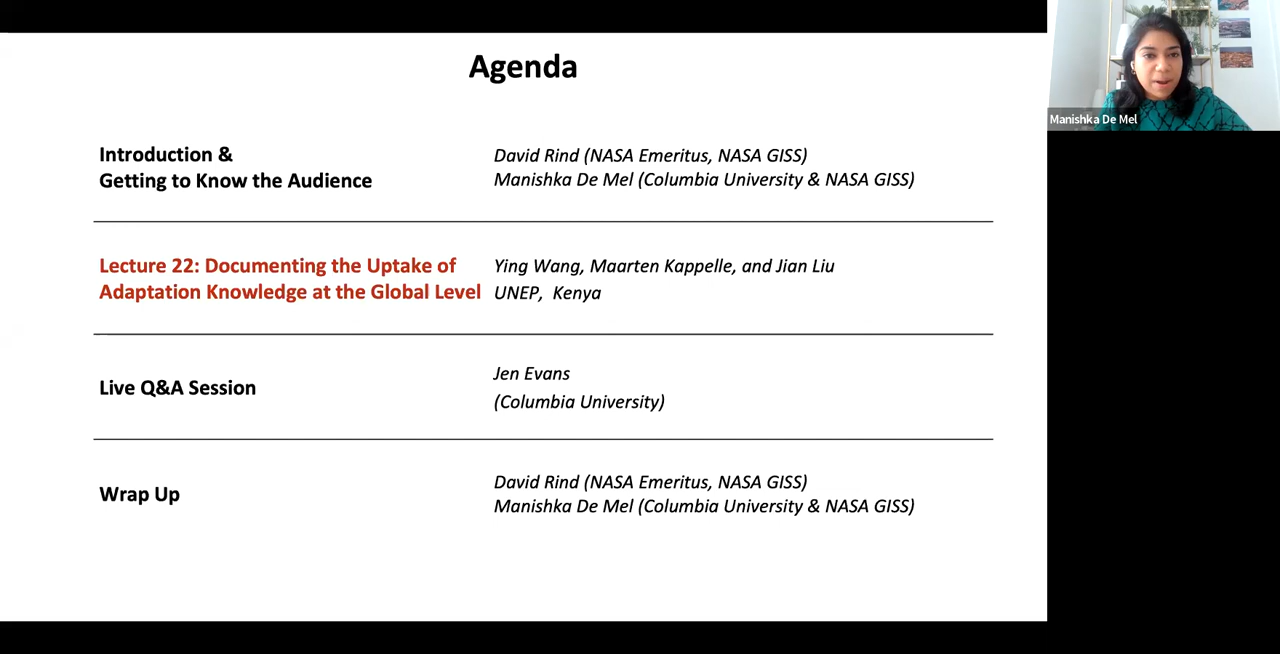 Agenda
Manishka De Mel
Introduction &
Getting to Know the Audience
David Rind (NASA Emeritus, NASA GISS)
Manishka De Mel (Columbia University & NASA GISS)
Lecture 22: Documenting the Uptake of
Adaptation Knowledge at the Global Level
Ying Wang, Maarten Kappelle, and Jian Liu
UNEP, Kenya
Live Q&A Session
Jen Evans
(Columbia University)
Wrap Up
David Rind (NASA Emeritus, NASA GISS)
Manishka De Mel (Columbia University & NASA GISS)